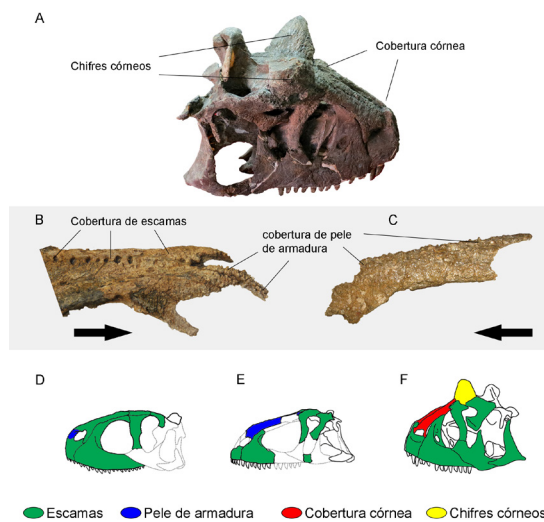 A
Chifres córneos
Cobertura córnea
B
Cobertura de escamas
cobertura de pele
de armadura
C
D
E
F
Escamas
Pele de armadura
Cobertura córnea
Chifres córneos